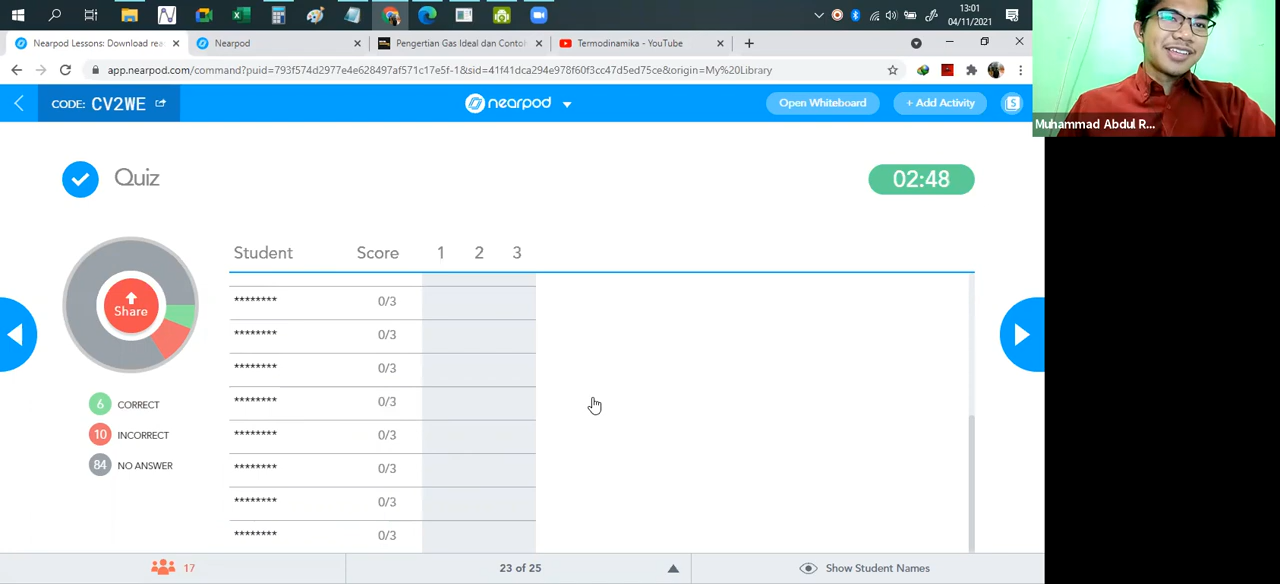 13:01
04/11/2021
Nearpod Lessons: Download rea
Nearpod
Pengertian Gas Ideal dan Conto
Termodinamika - YouTube
app.nearpod.com/command?puid=793f574d2977e4e628497af571c17e5f-1&sid=41f41dca294e978f60f3cc47d5ed75ce&origin=My%20Library
CODE: CV2WE
nearpod
Open Whiteboard
+ Add Activity
S
Muhammad Abdul R...
Quiz
02:48
Student Score 1 2 3
******** 0/3
******** 0/3
******** 0/3
******** 0/3
******** 0/3
******** 0/3
******** 0/3
******** 0/3
Share
6 CORRECT
10 INCORRECT
84 NO ANSWER
17
23 of 25
Show Student Names